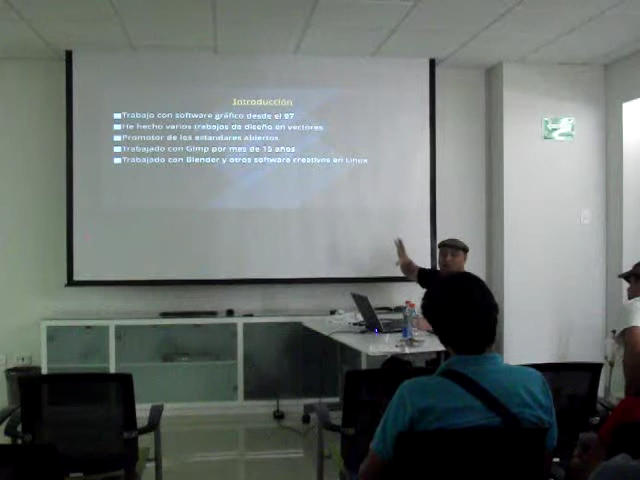 Introducción
Trabajo con software gráfico desde el 97
He hecho varios trabajos de diseño en vectores
Promotor de los estandares abiertos
Trabajado con Gimp por mas de 15 años
Trabajado con Blender y otros software creativos en Linux